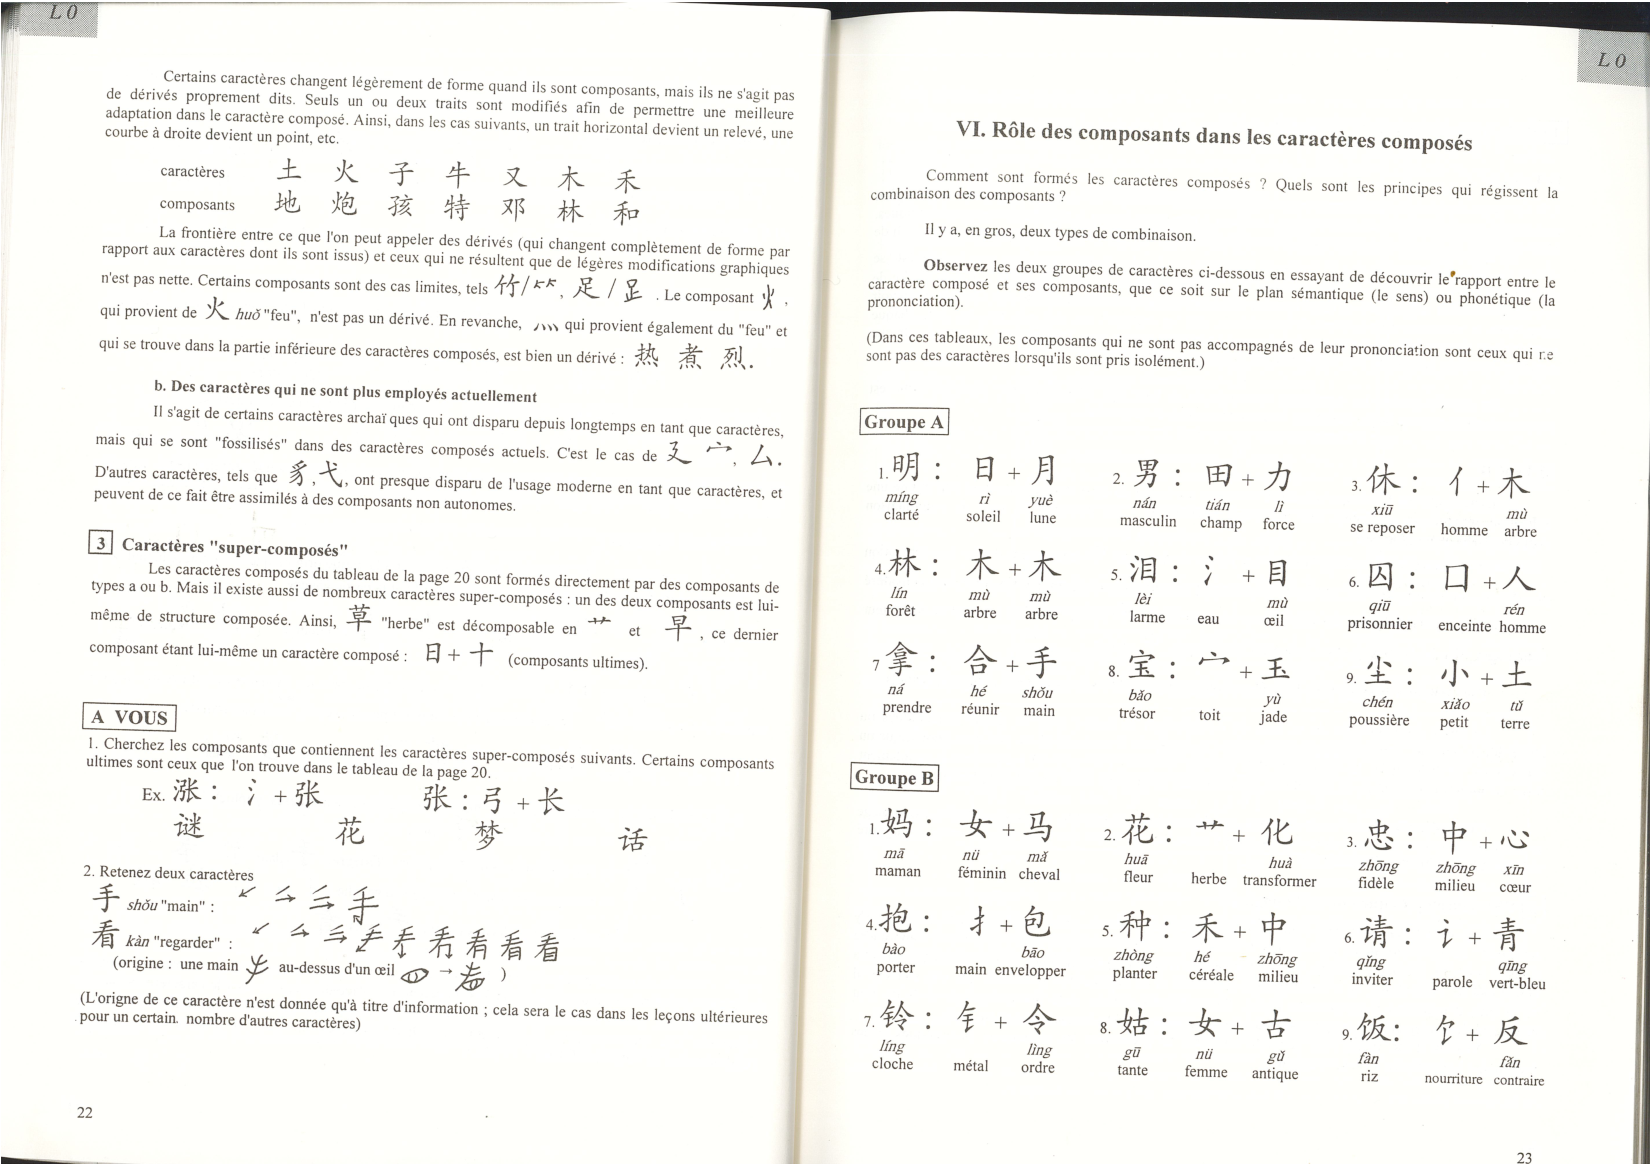 L 0
Certains caractères changent légèrement de forme quand ils sont composants, mais ils ne s'agit pas
de dérivés proprement dits. Seuls un ou deux traits sont modifiés afin de permettre une meilleure
adaptation dans le caractère composé. Ainsi, dans les cas suivants, un trait horizontal devient un relevé, une
courbe à droite devient un point, etc.
caractères 土 火 子 牛 又 木 禾
composants 地 炮 孩 特 邓 林 和
La frontière entre ce que l'on peut appeler des dérivés (qui changent complètement de forme par
rapport aux caractères dont ils sont issus) et ceux qui ne résultent que de légères modifications graphiques
n'est pas nette. Certains composants sont des cas limites, tels 竹/⺮, 足/⻊. Le composant 火,
qui provient de 火 huǒ "feu", n'est pas un dérivé. En revanche, 灬 qui provient également du "feu" et
qui se trouve dans la partie inférieure des caractères composés, est bien un dérivé : 热 煮 烈.
b. Des caractères qui ne sont plus employés actuellement
Il s'agit de certains caractères archaïques qui ont disparu depuis longtemps en tant que caractères,
mais qui se sont "fossilisés" dans des caractères composés actuels. C'est le cas de 廴 宀, 厶.
D'autres caractères, tels que 豸, 弋, ont presque disparu de l'usage moderne en tant que caractères, et
peuvent de ce fait être assimilés à des composants non autonomes.
3 Caractères "super-composés"
Les caractères composés du tableau de la page 20 sont formés directement par des composants de
types a ou b. Mais il existe aussi de nombreux caractères super-composés : un des deux composants est lui-
même de structure composée. Ainsi, 草 "herbe" est décomposable en 艹 et 早, ce dernier
composant étant lui-même un caractère composé : 日 + 十 (composants ultimes).
A VOUS
1. Cherchez les composants que contiennent les caractères super-composés suivants. Certains composants
ultimes sont ceux que l'on trouve dans le tableau de la page 20.
Ex. 涨 : 氵 + 张 张 : 弓 + 长
谜 花 梦 话
2. Retenez deux caractères
手 shǒu "main" :
看 kàn "regarder" :
(origine : une main au-dessus d'un œil → )
(L'origne de ce caractère n'est donnée qu'à titre d'information ; cela sera le cas dans les leçons ultérieures
pour un certain. nombre d'autres caractères)
22
L 0
VI. Rôle des composants dans les caractères composés
Comment sont formés les caractères composés ? Quels sont les principes qui régissent la
combinaison des composants ?
Il y a, en gros, deux types de combinaison.
Observez les deux groupes de caractères ci-dessous en essayant de découvrir le rapport entre le
caractère composé et ses composants, que ce soit sur le plan sémantique (le sens) ou phonétique (la
prononciation).
(Dans ces tableaux, les composants qui ne sont pas accompagnés de leur prononciation sont ceux qui ne
sont pas des caractères lorsqu'ils sont pris isolément.)
Groupe A
1. 明 : 日 + 月 2. 男 : 田 + 力 3. 休 : 亻 + 木
míng rì yuè nán tián lì xiū mù
clarté soleil lune masculin champ force se reposer homme arbre
4. 林 : 木 + 木 5. 泪 : 氵 + 目 6. 囚 : 口 + 人
lín mù mù lèi mù qiū rén
forêt arbre arbre larme eau œil prisonnier enceinte homme
7 拿 : 合 + 手 8. 宝 : 宀 + 玉 9. 尘 : 小 + 土
ná hé shǒu bǎo yù chén xiǎo tǔ
prendre réunir main trésor toit jade poussière petit terre
Groupe B
1. 妈 : 女 + 马 2. 花 : 艹 + 化 3. 忠 : 中 + 心
mā nü mǎ huā huà zhōng zhōng xīn
maman féminin cheval fleur herbe transformer fidèle milieu cœur
4. 抱 : 扌 + 包 5. 种 : 禾 + 中 6. 请 : 讠 + 青
bào bāo zhòng hé zhōng qǐng qīng
porter main envelopper planter céréale milieu inviter parole vert-bleu
7. 铃 : 钅 + 令 8. 姑 : 女 + 古 9. 饭 : 饣 + 反
líng lìng gū nü gǔ fàn fǎn
cloche métal ordre tante femme antique riz nourriture contraire
23